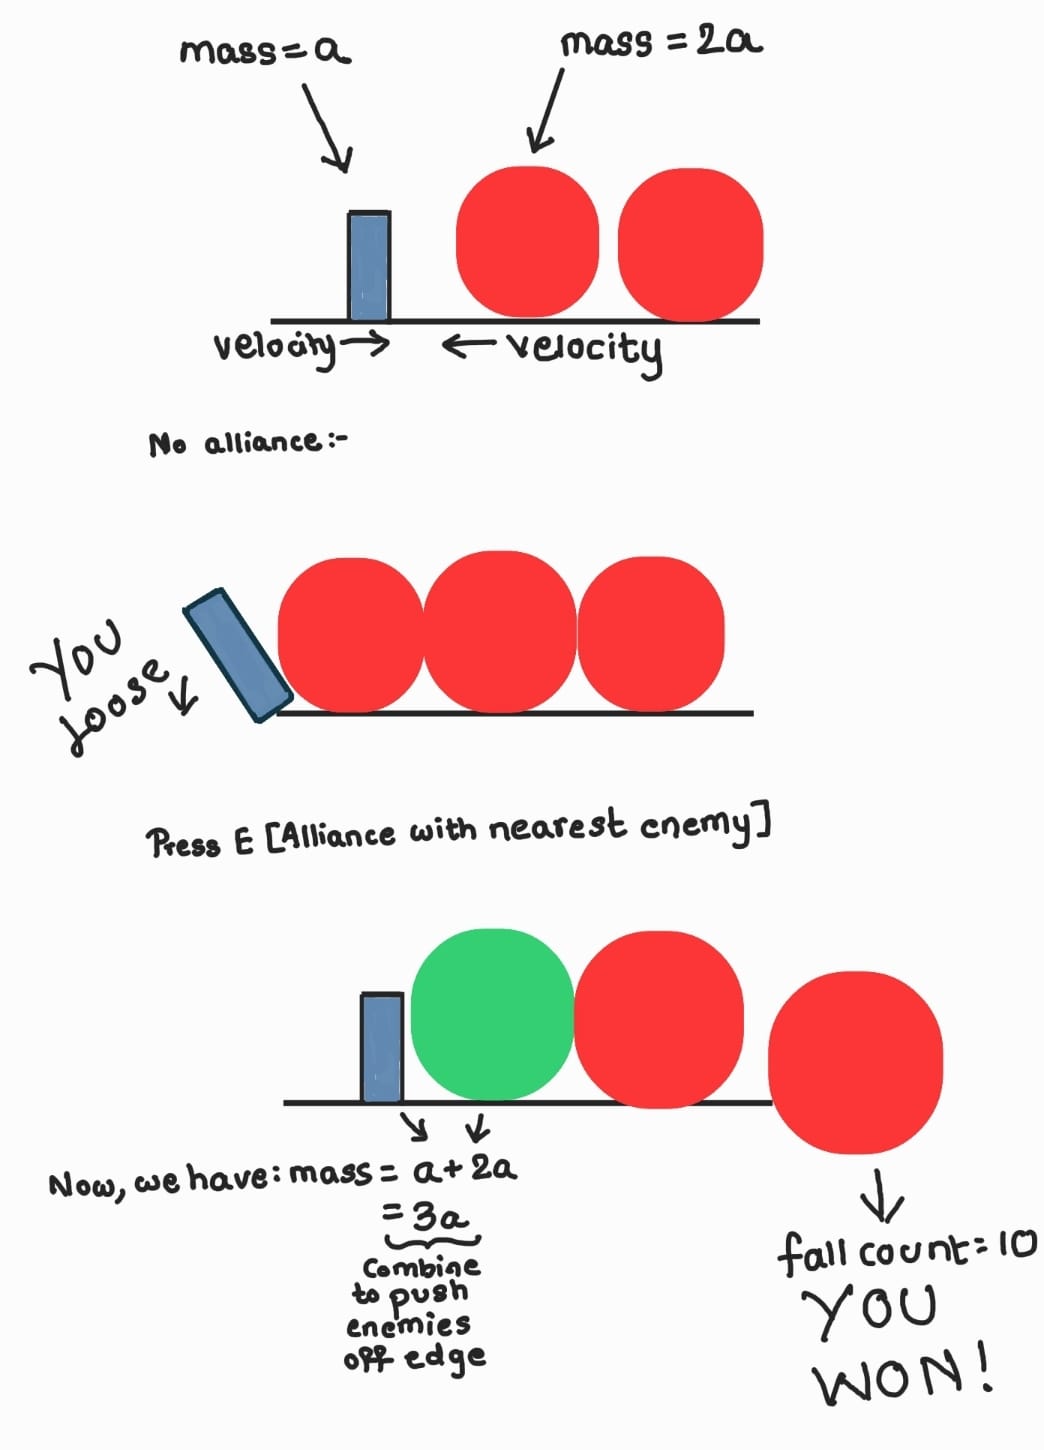 mass=a
mass = 2a
velocity
velocity
No alliance:-
YOU
Loose
Press E [Alliance with nearest enemy]
Now, we have: mass = a+2a
=3a
Combine
to push
enemies
off edge
fall count=10
YOU
WON!